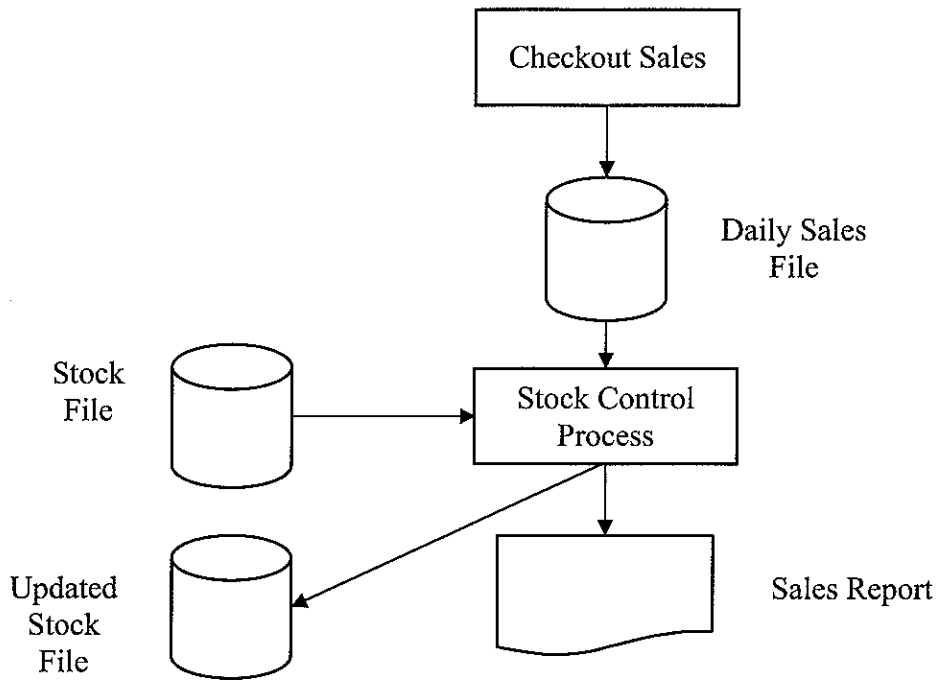 Checkout Sales
Daily Sales
File
Stock
File
Stock Control
Process
Updated
Stock
File
Sales Report